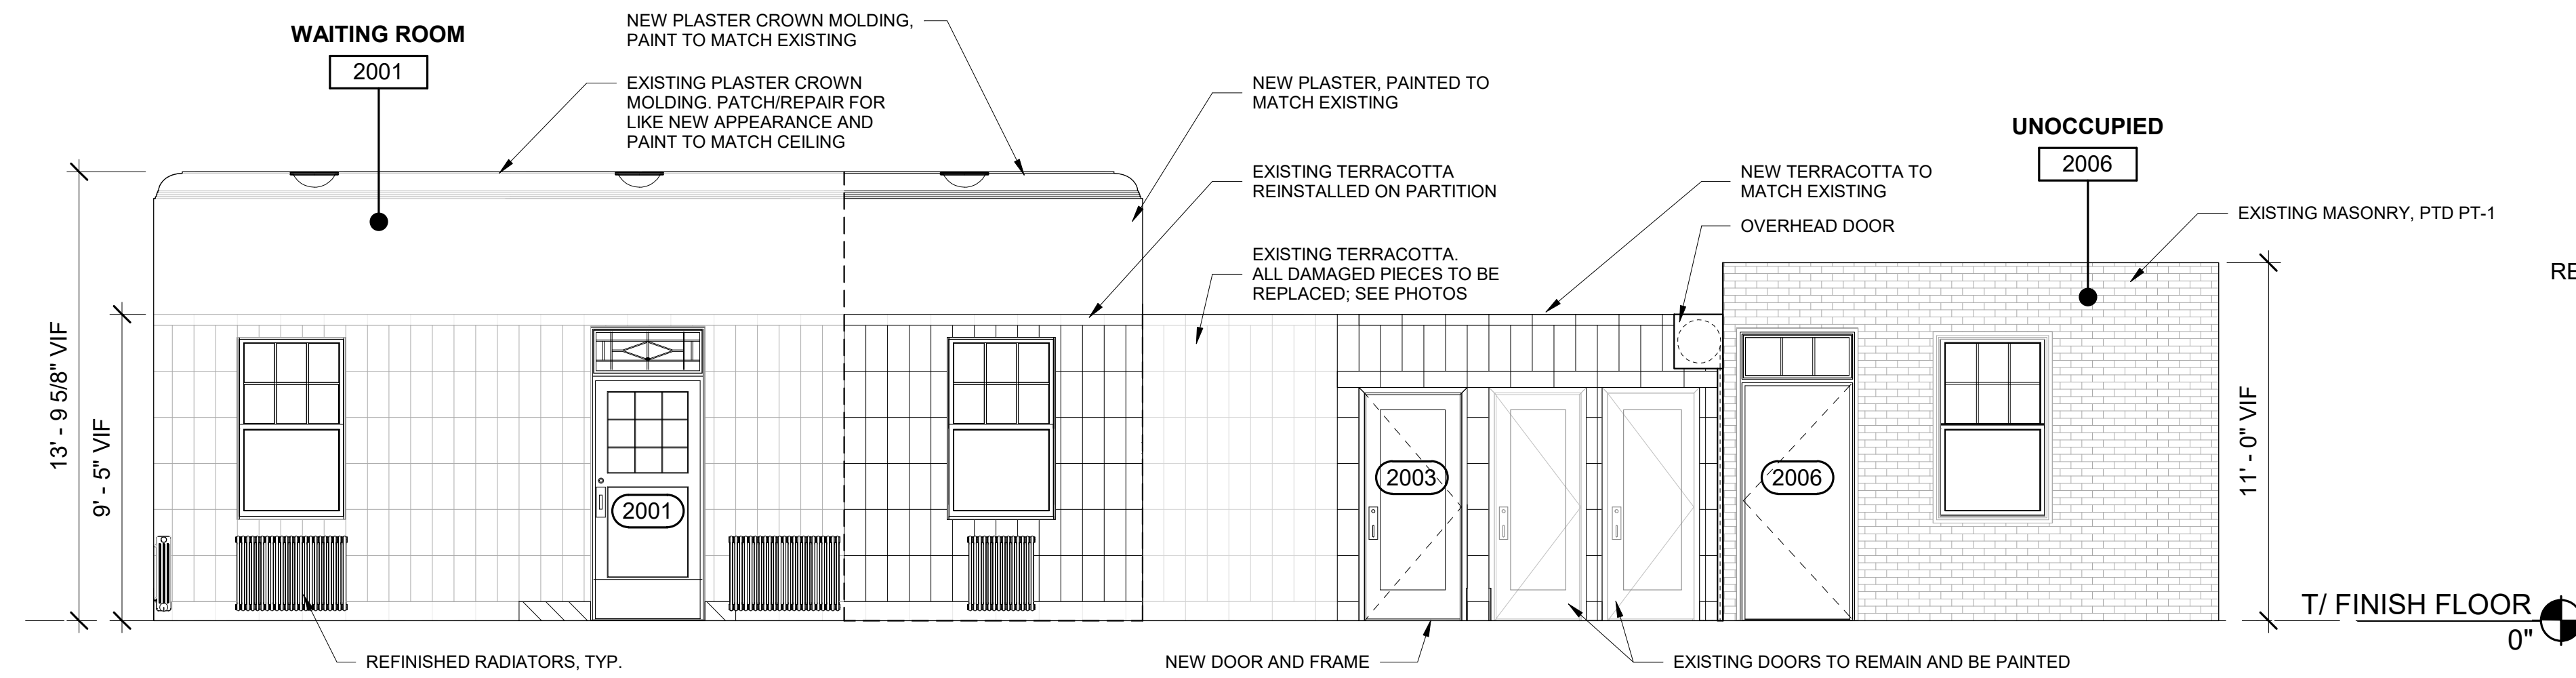 WAITING ROOM
2001
NEW PLASTER CROWN MOLDING,
PAINT TO MATCH EXISTING
EXISTING PLASTER CROWN
MOLDING. PATCH/REPAIR FOR
LIKE NEW APPEARANCE AND
PAINT TO MATCH CEILING
NEW PLASTER, PAINTED TO
MATCH EXISTING
EXISTING TERRACOTTA
REINSTALLED ON PARTITION
EXISTING TERRACOTTA.
ALL DAMAGED PIECES TO BE
REPLACED; SEE PHOTOS
NEW TERRACOTTA TO
MATCH EXISTING
OVERHEAD DOOR
UNOCCUPIED
2006
EXISTING MASONRY, PTD PT-1
RE
13' - 9 5/8" VIF
9' - 5" VIF
2001
2003
2006
11' - 0" VIF
T/ FINISH FLOOR
0"
REFINISHED RADIATORS, TYP.
NEW DOOR AND FRAME
EXISTING DOORS TO REMAIN AND BE PAINTED